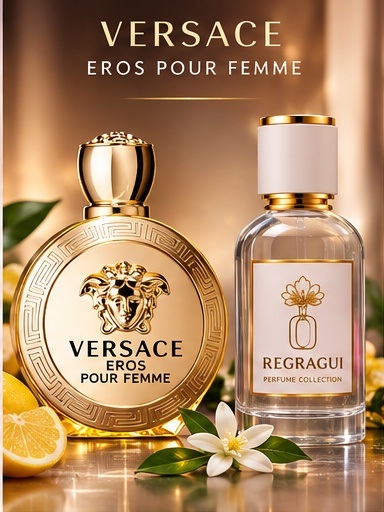 VERSACE
EROS POUR FEMME
VERSACE
EROS
POUR FEMME
REGRAGUI
PERFUME COLLECTION